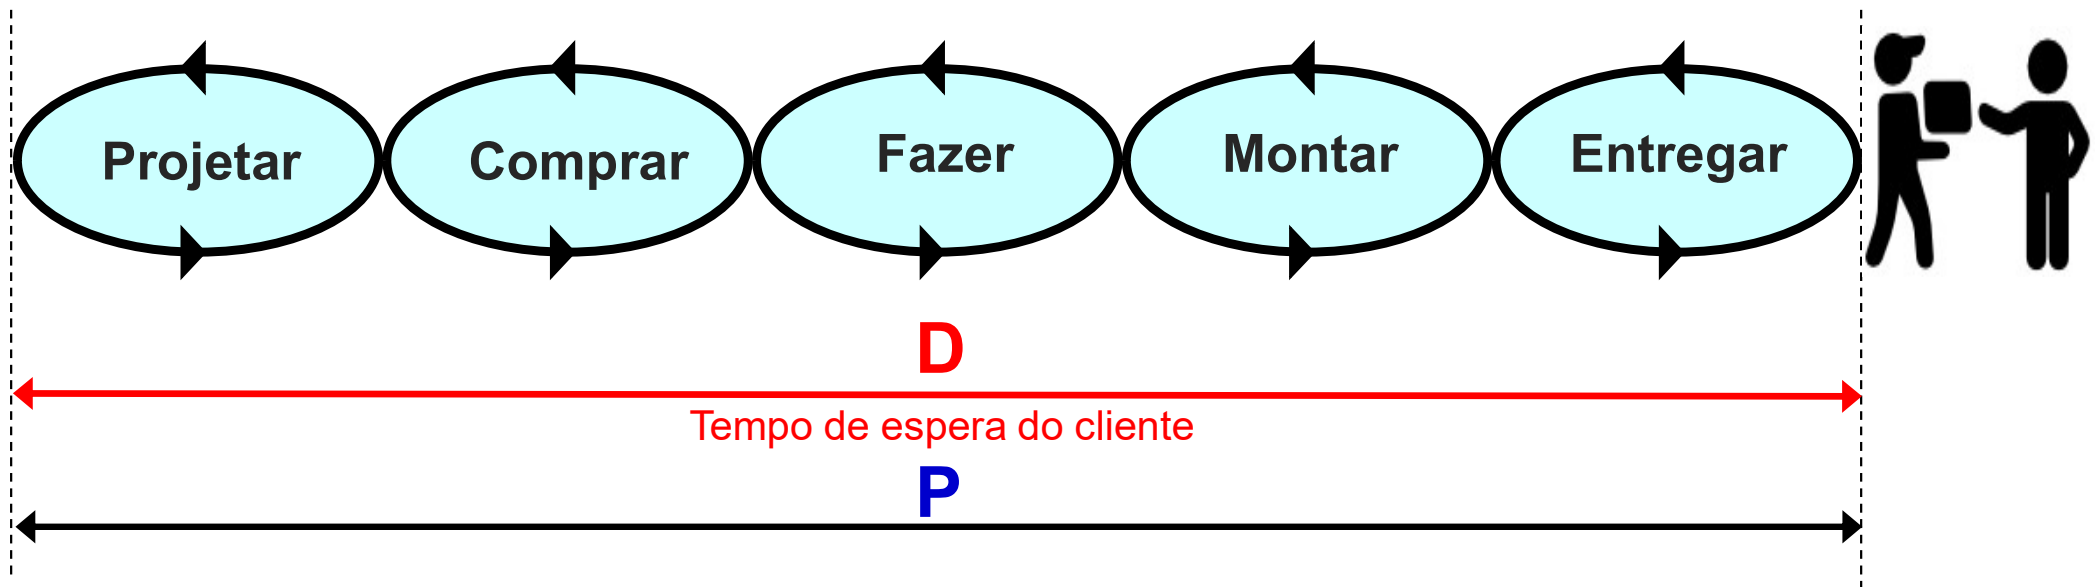 Projetar
Comprar
Fazer
Montar
Entregar
D
Tempo de espera do cliente
P